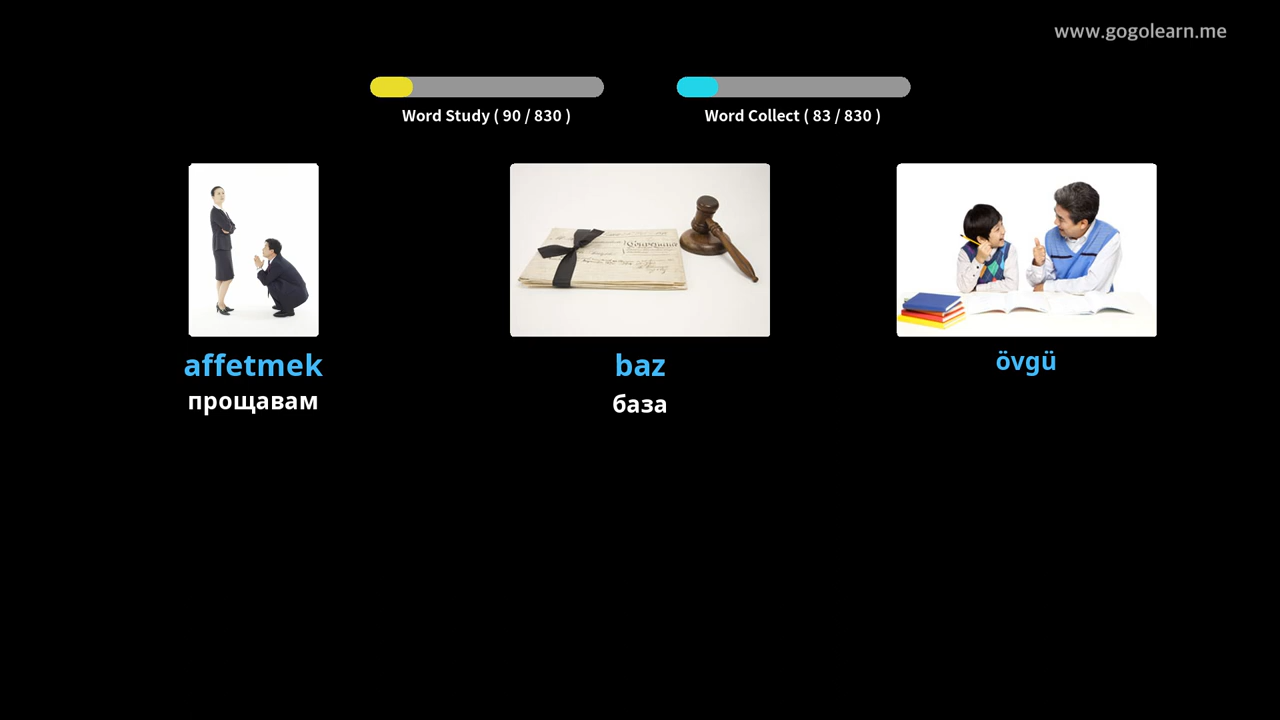 www.gogolearn.me
Word Study ( 90 / 830 )
Word Collect ( 83 / 830 )
affetmek
прощавам
baz
база
övgü